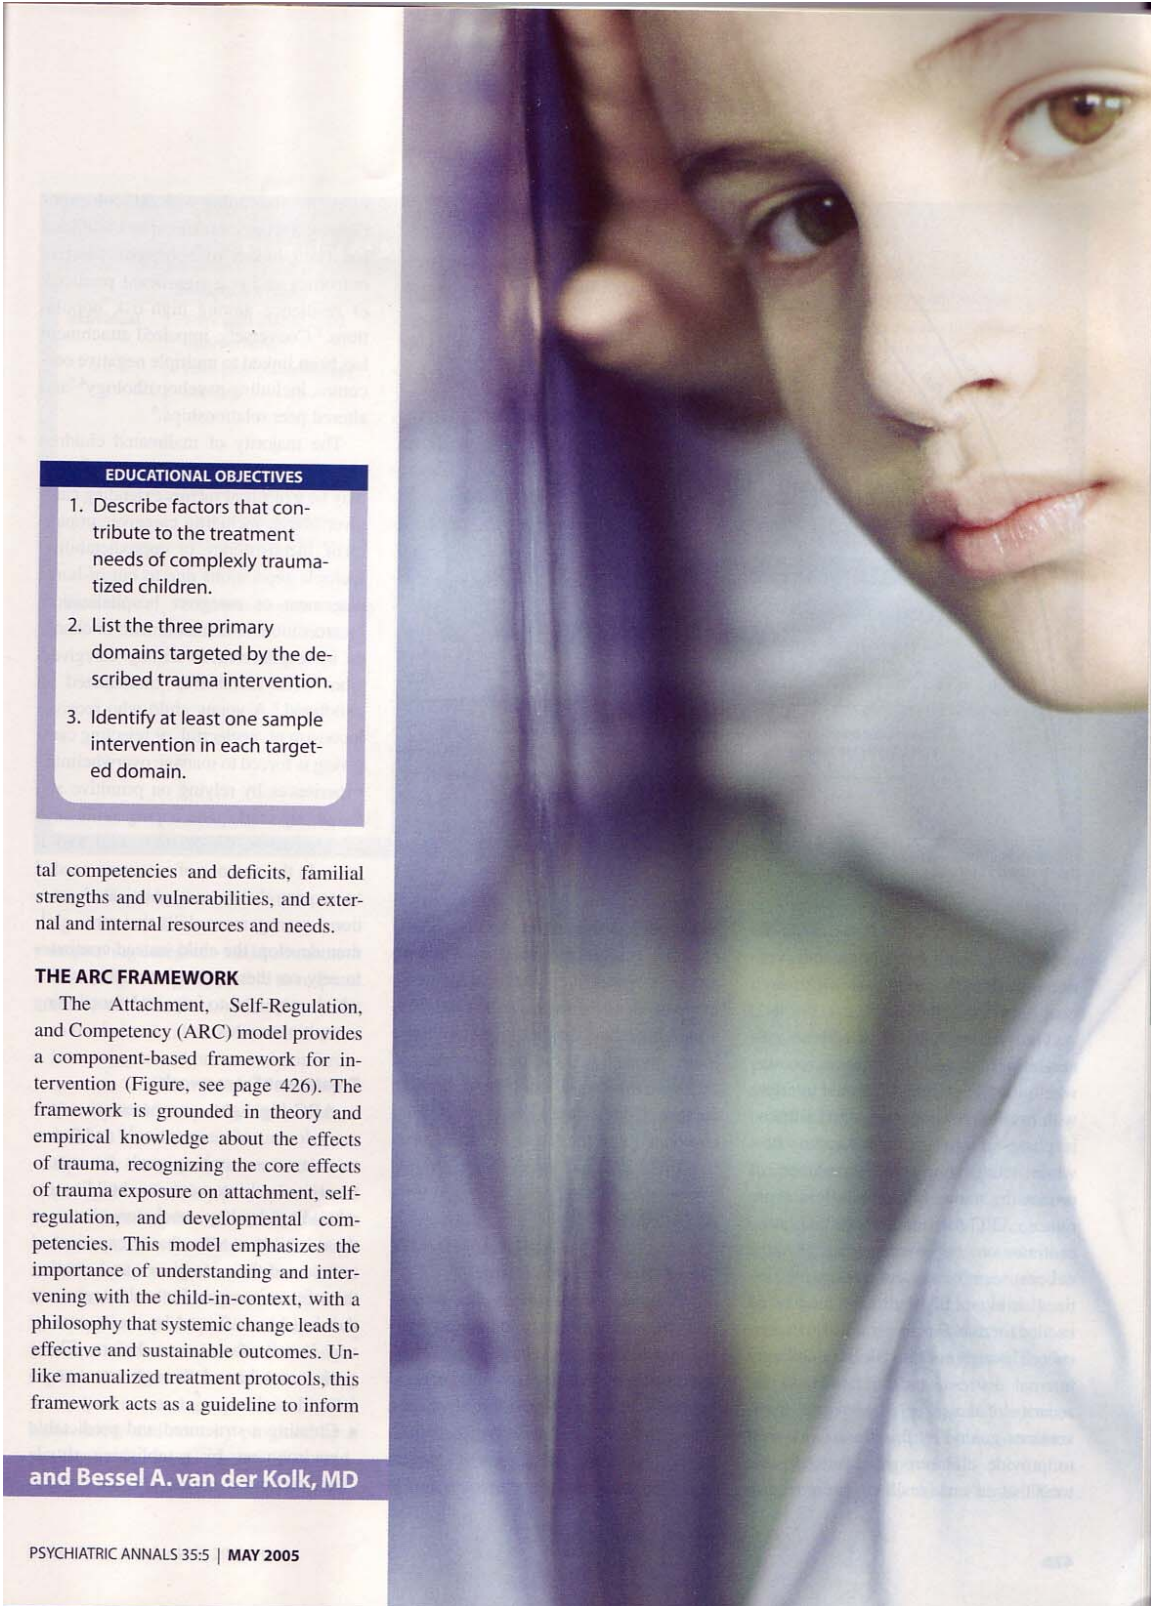 EDUCATIONAL OBJECTIVES
1. Describe factors that con-
tribute to the treatment
needs of complexly trauma-
tized children.
2. List the three primary
domains targeted by the de-
scribed trauma intervention.
3. Identify at least one sample
intervention in each target-
ed domain.
tal competencies and deficits, familial
strengths and vulnerabilities, and exter-
nal and internal resources and needs.
THE ARC FRAMEWORK
The Attachment, Self-Regulation,
and Competency (ARC) model provides
a component-based framework for in-
tervention (Figure, see page 426). The
framework is grounded in theory and
empirical knowledge about the effects
of trauma, recognizing the core effects
of trauma exposure on attachment, self-
regulation, and developmental com-
petencies. This model emphasizes the
importance of understanding and inter-
vening with the child-in-context, with a
philosophy that systemic change leads to
effective and sustainable outcomes. Un-
like manualized treatment protocols, this
framework acts as a guideline to inform
and Bessel A. van der Kolk, MD
PSYCHIATRIC ANNALS 35:5 | MAY 2005